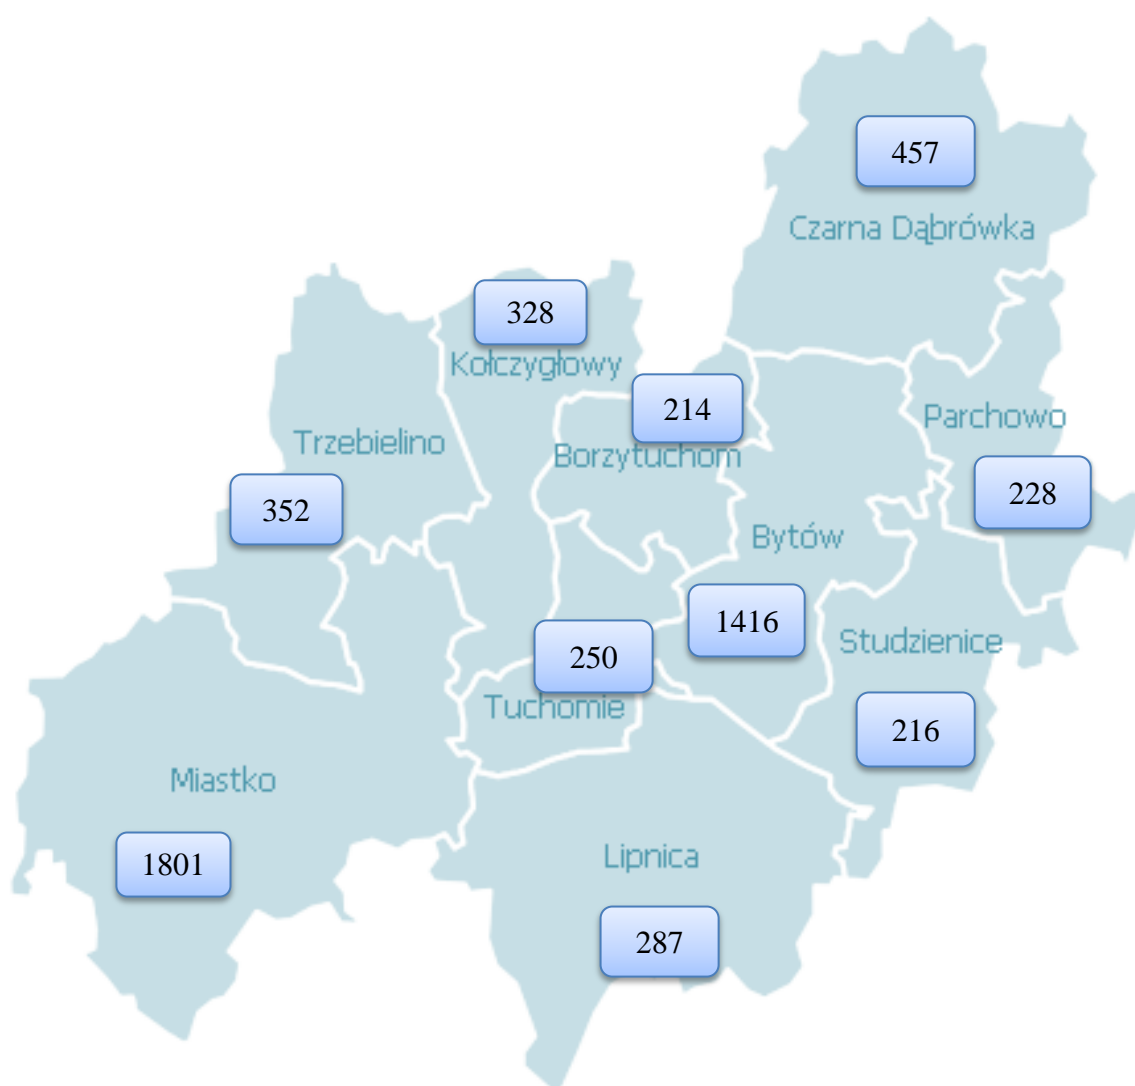 457
Czarna Dąbrówka
328
Kołczygłowy
214
Borzytuchom
Parchowo
228
Trzebielino
352
Bytów
1416
Studzienice
216
250
Tuchomie
Miastko
1801
Lipnica
287